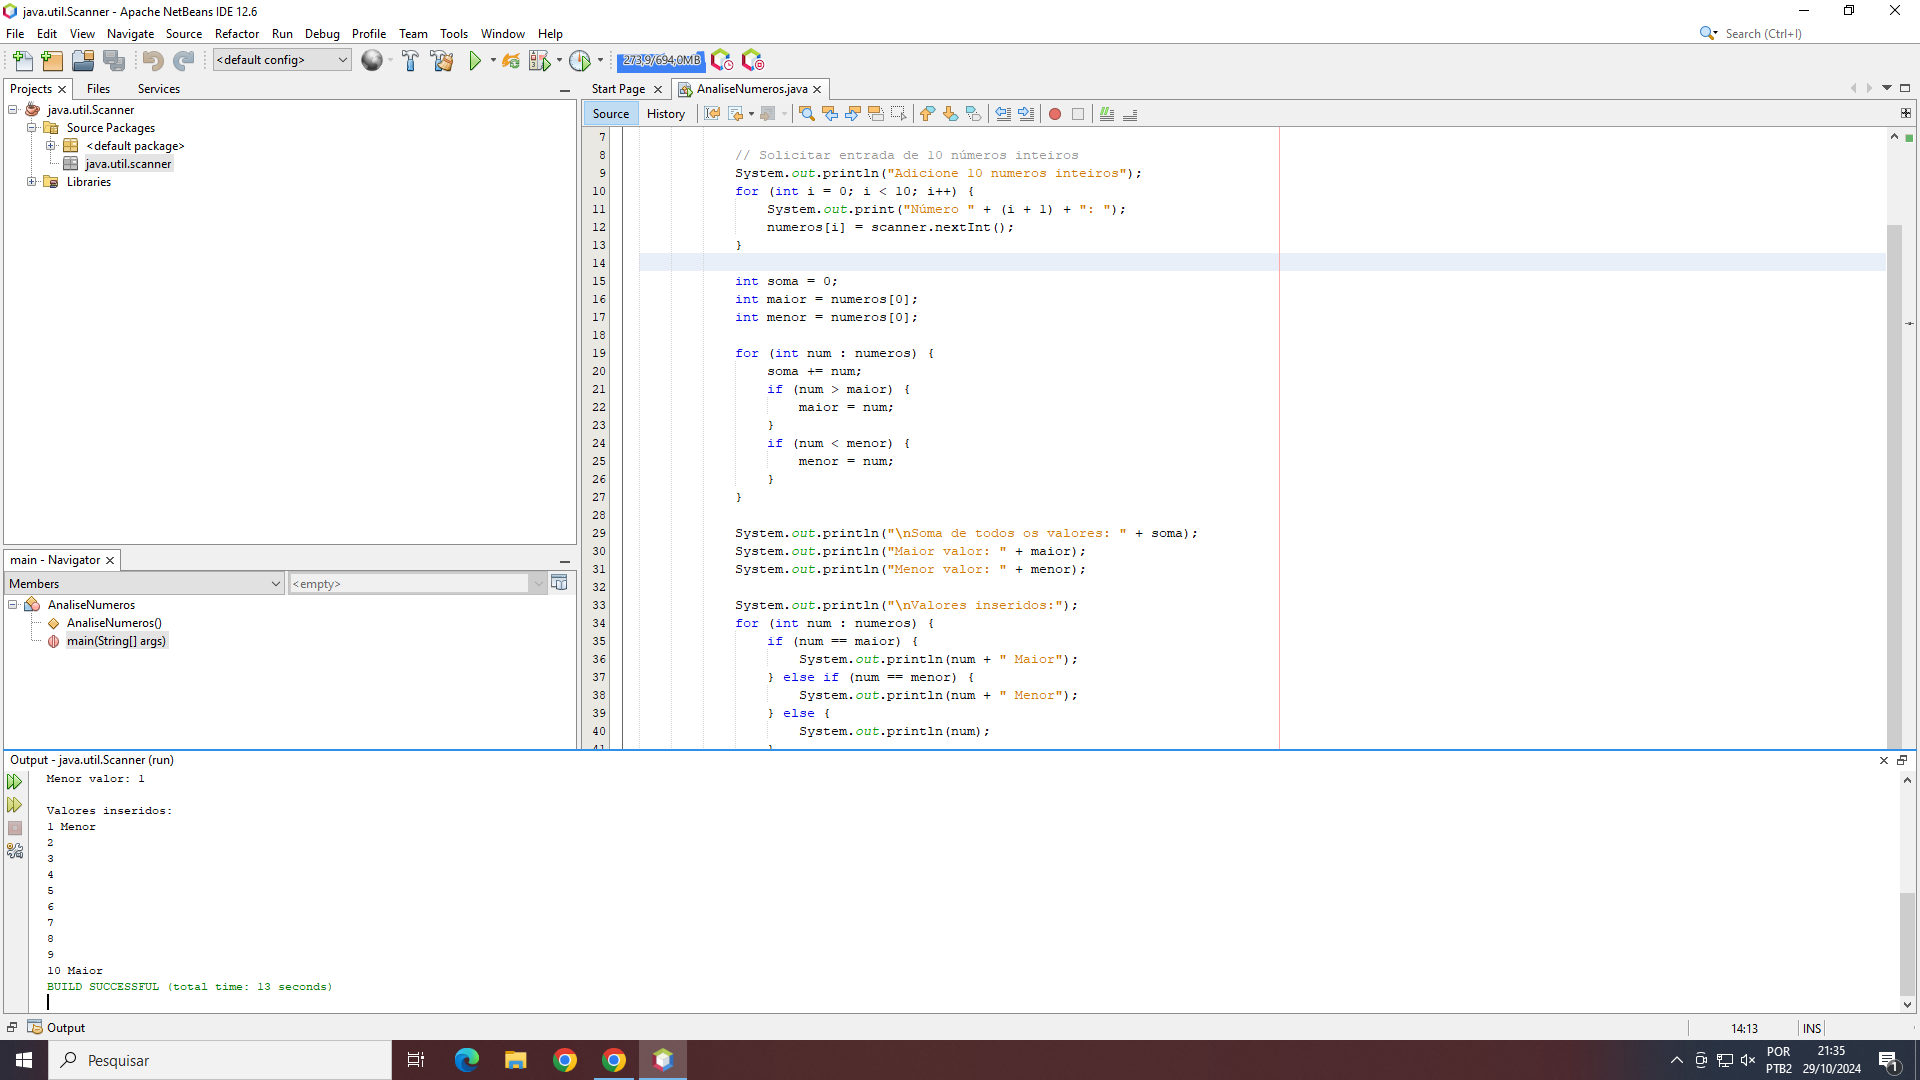 java.util.Scanner - Apache NetBeans IDE 12.6
File Edit View Navigate Source Refactor Run Debug Profile Team Tools Window Help
Search (Ctrl+I)
<default config>
273,9/694,0MB
Projects Files Services
java.util.Scanner
Source Packages
<default package>
java.util.scanner
Libraries
main - Navigator
Members
<empty>
AnaliseNumeros
AnaliseNumeros()
main(String[] args)
Start Page AnaliseNumeros.java
Source History
7
8 // Solicitar entrada de 10 números inteiros
9 System.out.println("Adicione 10 numeros inteiros");
10 for (int i = 0; i < 10; i++) {
11 System.out.print("Número " + (i + 1) + ": ");
12 numeros[i] = scanner.nextInt();
13 }
14
15 int soma = 0;
16 int maior = numeros[0];
17 int menor = numeros[0];
18
19 for (int num : numeros) {
20 soma += num;
21 if (num > maior) {
22 maior = num;
23 }
24 if (num < menor) {
25 menor = num;
26 }
27 }
28
29 System.out.println("\nSoma de todos os valores: " + soma);
30 System.out.println("Maior valor: " + maior);
31 System.out.println("Menor valor: " + menor);
32
33 System.out.println("\nValores inseridos:");
34 for (int num : numeros) {
35 if (num == maior) {
36 System.out.println(num + " Maior");
37 } else if (num == menor) {
38 System.out.println(num + " Menor");
39 } else {
40 System.out.println(num);
41 }
Output - java.util.Scanner (run)
Menor valor: 1
Valores inseridos:
1 Menor
2
3
4
5
6
7
8
9
10 Maior
BUILD SUCCESSFUL (total time: 13 seconds)
Output
14:13 INS
Pesquisar
POR
PTB2
21:35
29/10/2024
1